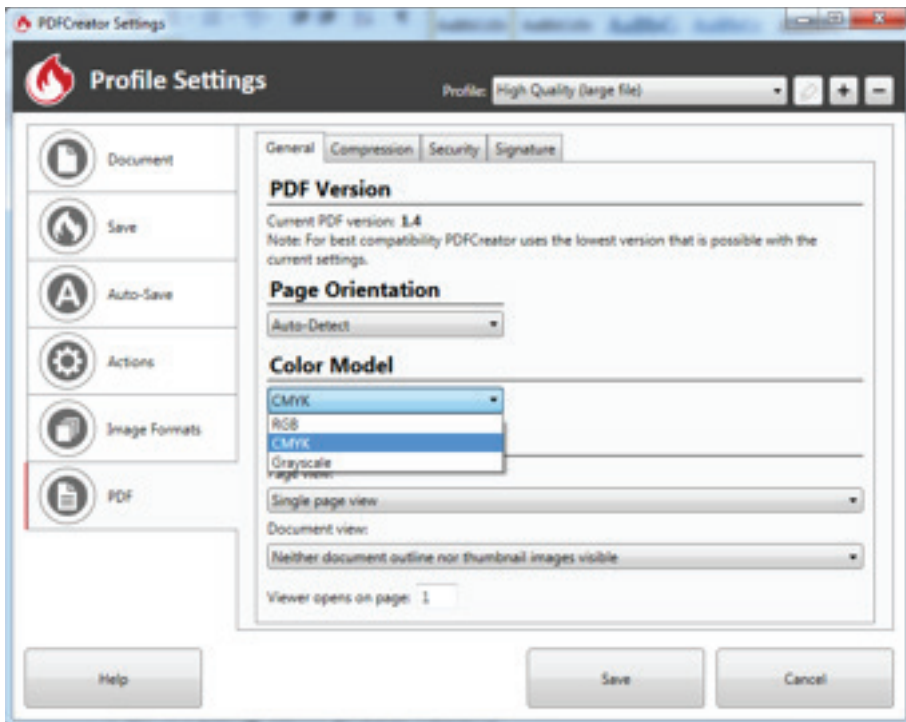 PDFCreator Settings
Profile Settings
Profile: High Quality (large file)
+ −
Document
Save
Auto-Save
Actions
Image Formats
PDF
General Compression Security Signature
PDF Version
Current PDF version: 1.4
Note: For best compatibility PDFCreator uses the lowest version that is possible with the
current settings.
Page Orientation
Auto-Detect
Color Model
CMYK
RGB
CMYK
Grayscale
Page view:
Single page view
Document view:
Neither document outline nor thumbnail images visible
Viewer opens on page: 1
Help Save Cancel